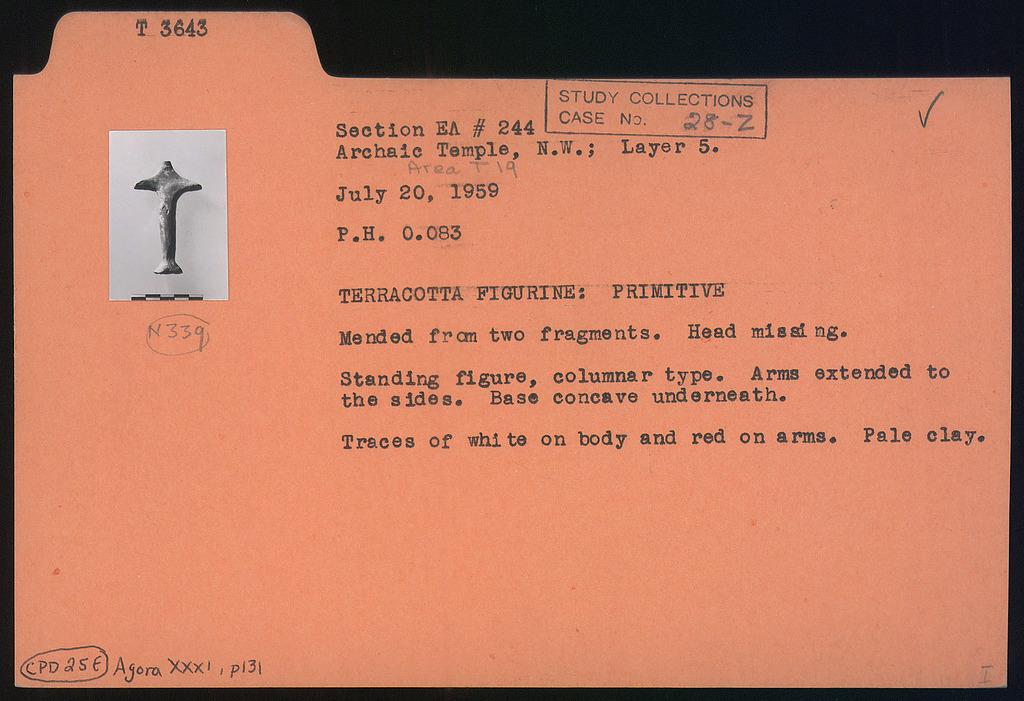 T 3643
STUDY COLLECTIONS
CASE No. 28-Z
Section EΛ # 244
Archaic Temple, N.W.; Layer 5.
Area T 19
July 20, 1959
P.H. 0.083
TERRACOTTA FIGURINE: PRIMITIVE
N339
Mended from two fragments. Head missing.
Standing figure, columnar type. Arms extended to
the sides. Base concave underneath.
Traces of white on body and red on arms. Pale clay.
CPD 25E Agora XXXI, p131
I